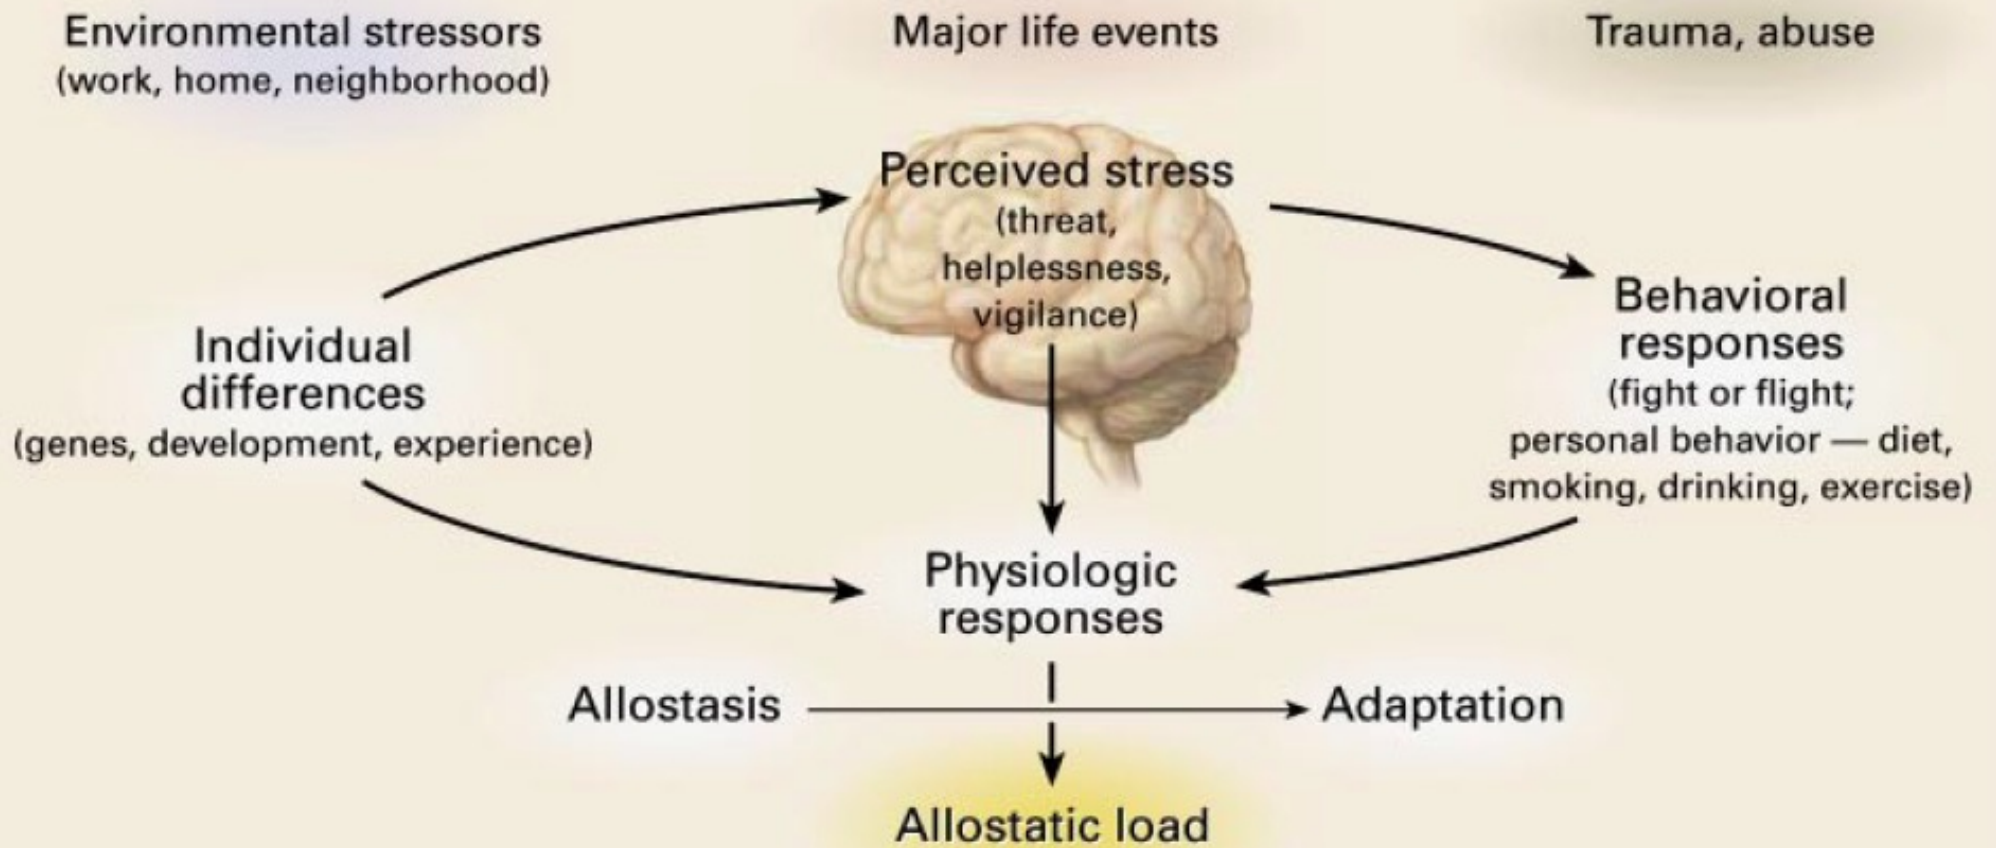 Environmental stressors
(work, home, neighborhood)
Major life events
Trauma, abuse
Perceived stress
(threat,
helplessness,
vigilance)
Individual
differences
(genes, development, experience)
Behavioral
responses
(fight or flight;
personal behavior — diet,
smoking, drinking, exercise)
Physiologic
responses
Allostasis
Adaptation
Allostatic load